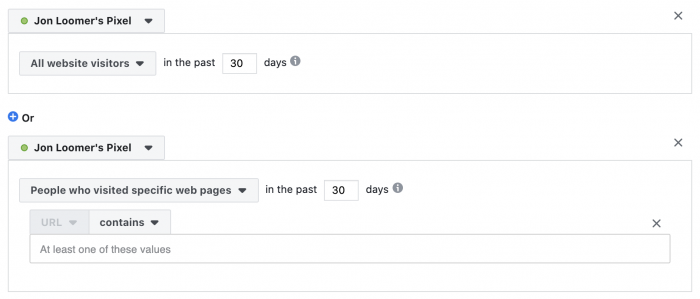 Jon Loomer's Pixel
All website visitors in the past 30 days
Or
Jon Loomer's Pixel
People who visited specific web pages in the past 30 days
URL contains
At least one of these values